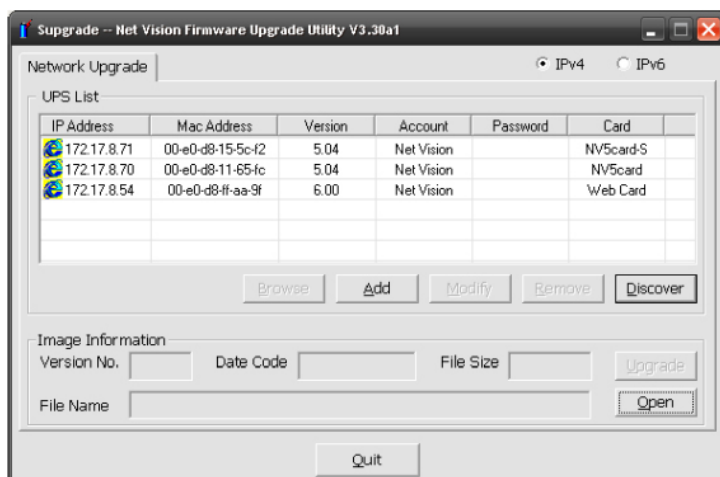 Supgrade -- Net Vision Firmware Upgrade Utility V3.30a1
Network Upgrade IPv4 IPv6
UPS List
IP Address Mac Address Version Account Password Card
172.17.8.71 00-e0-d8-15-5c-f2 5.04 Net Vision NV5card-S
172.17.8.70 00-e0-d8-11-65-fc 5.04 Net Vision NV5card
172.17.8.54 00-e0-d8-ff-aa-9f 6.00 Net Vision Web Card
Browse Add Modify Remove Discover
Image Information
Version No. Date Code File Size Upgrade
File Name Open
Quit